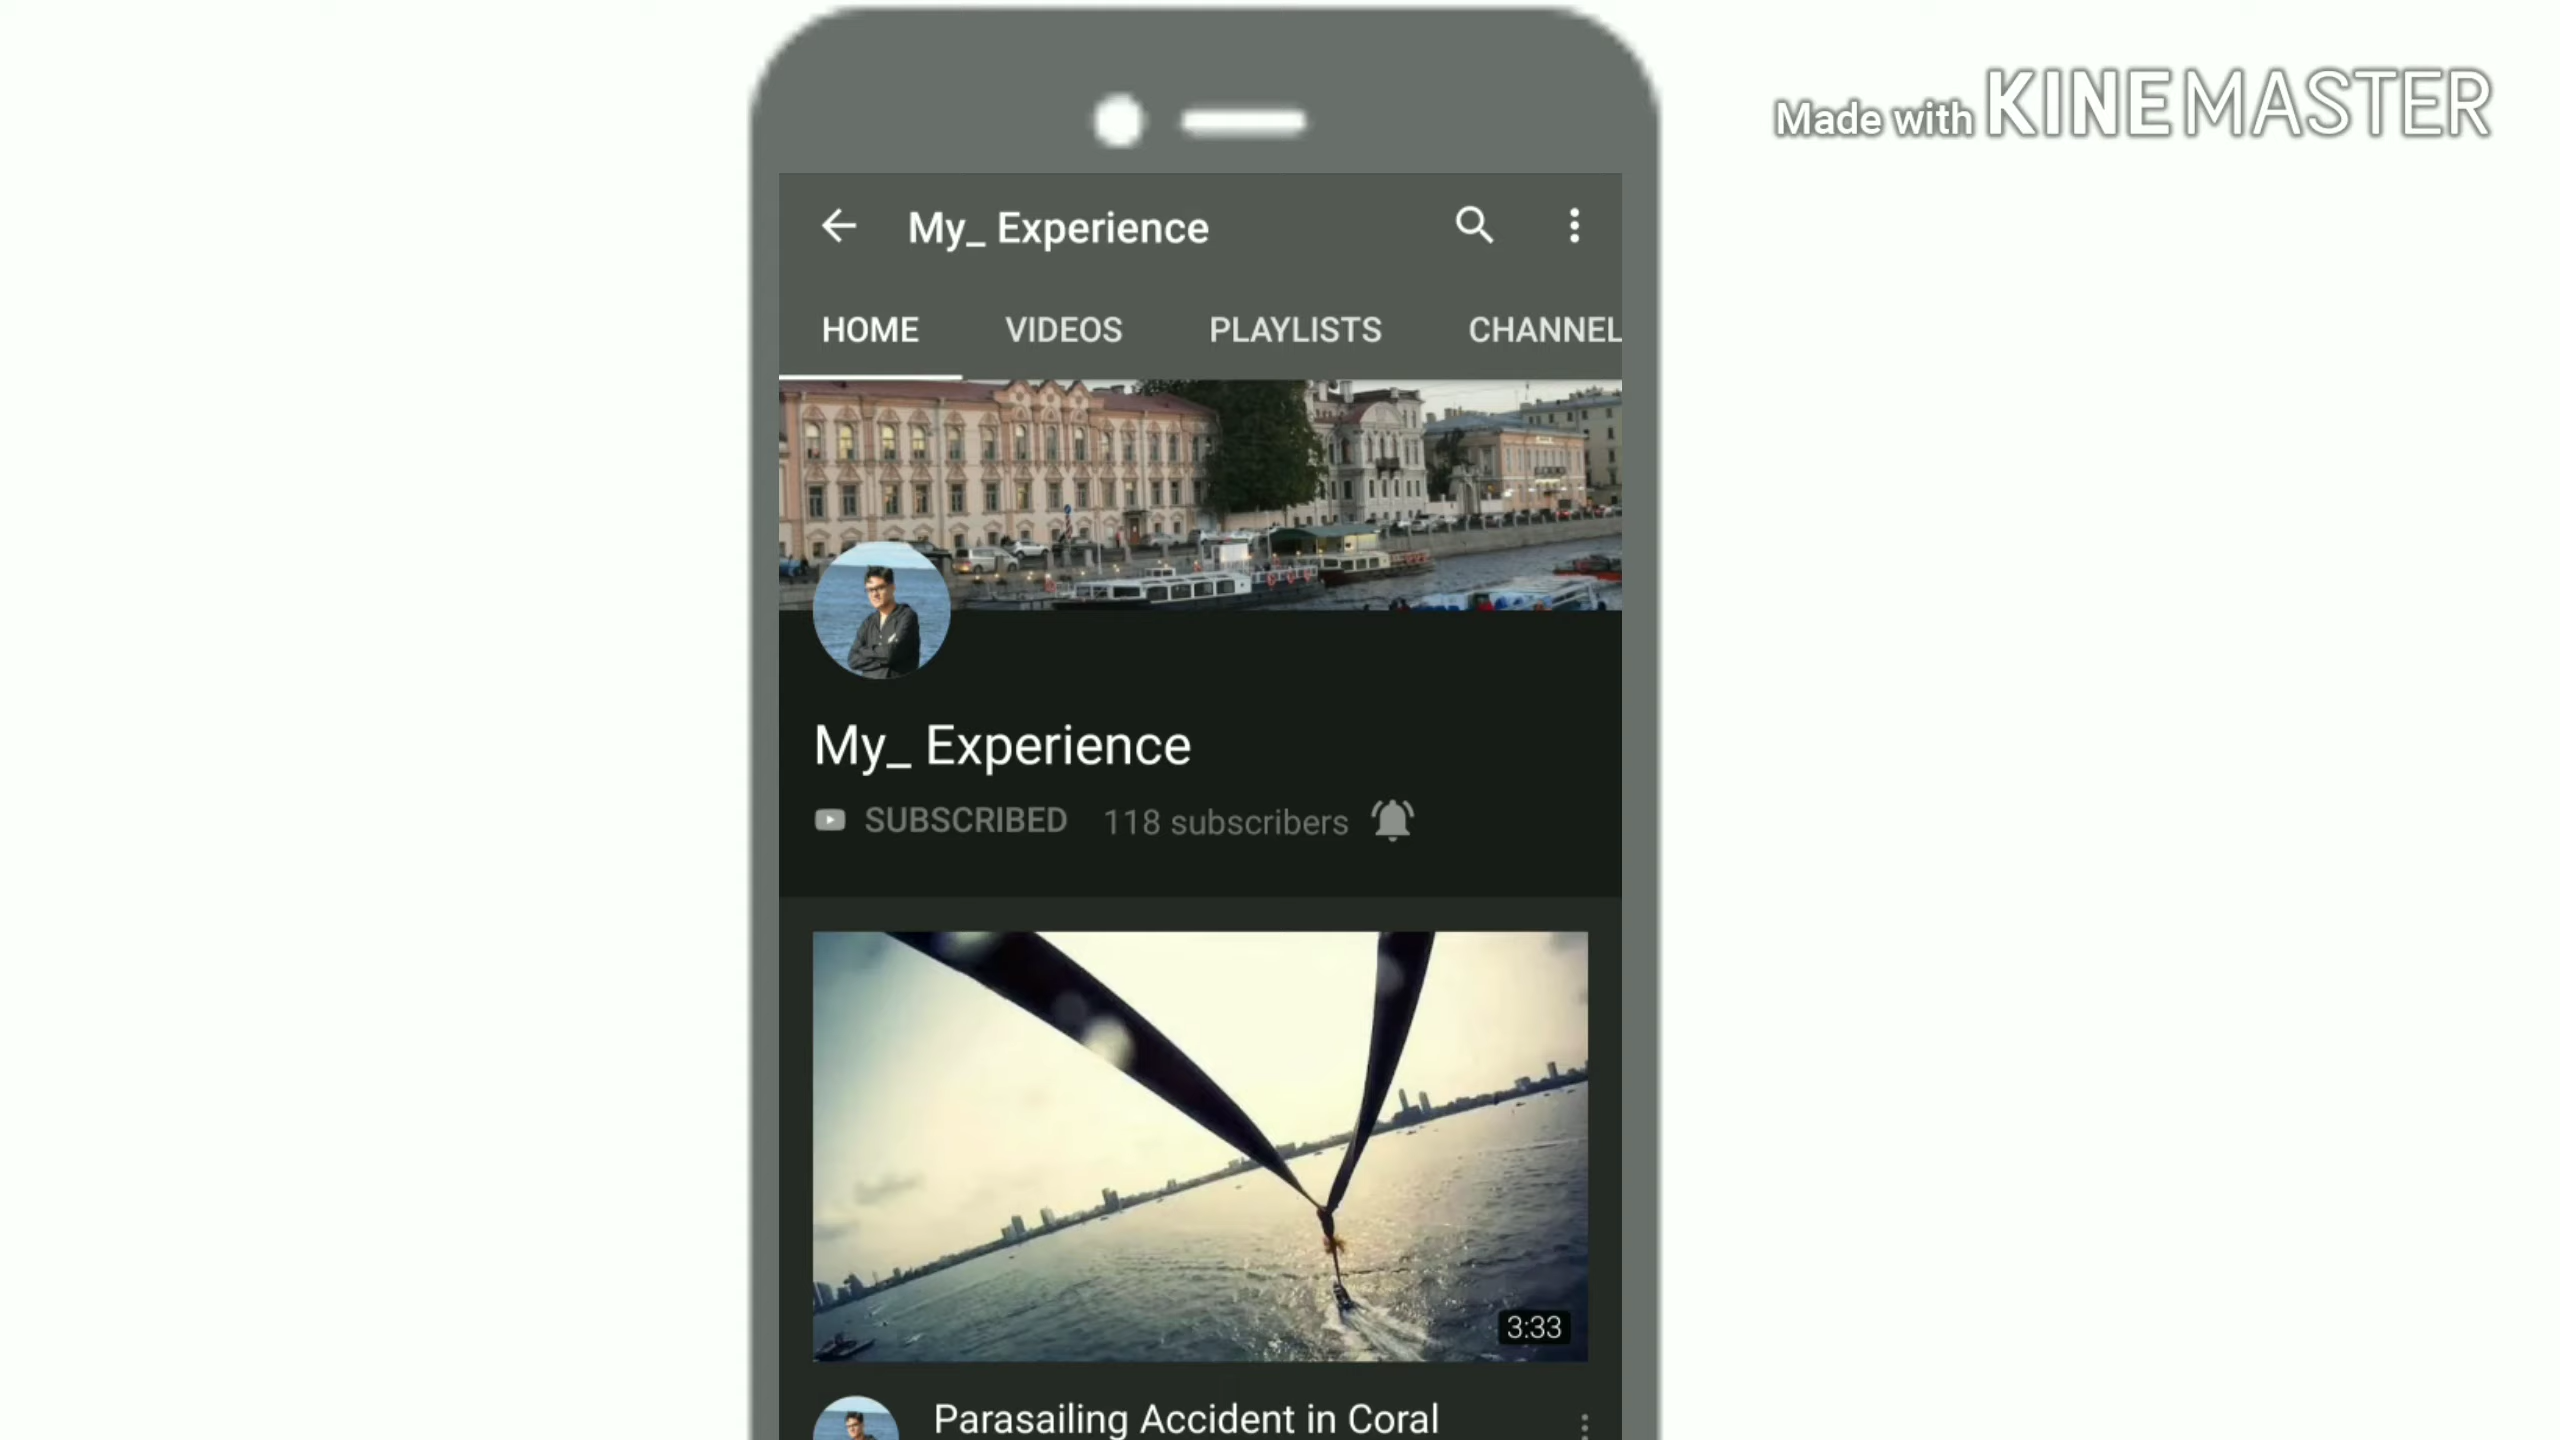 Made with KINEMASTER
My_ Experience
HOME VIDEOS PLAYLISTS CHANNEL
My_ Experience
SUBSCRIBED 118 subscribers
3:33
Parasailing Accident in Coral